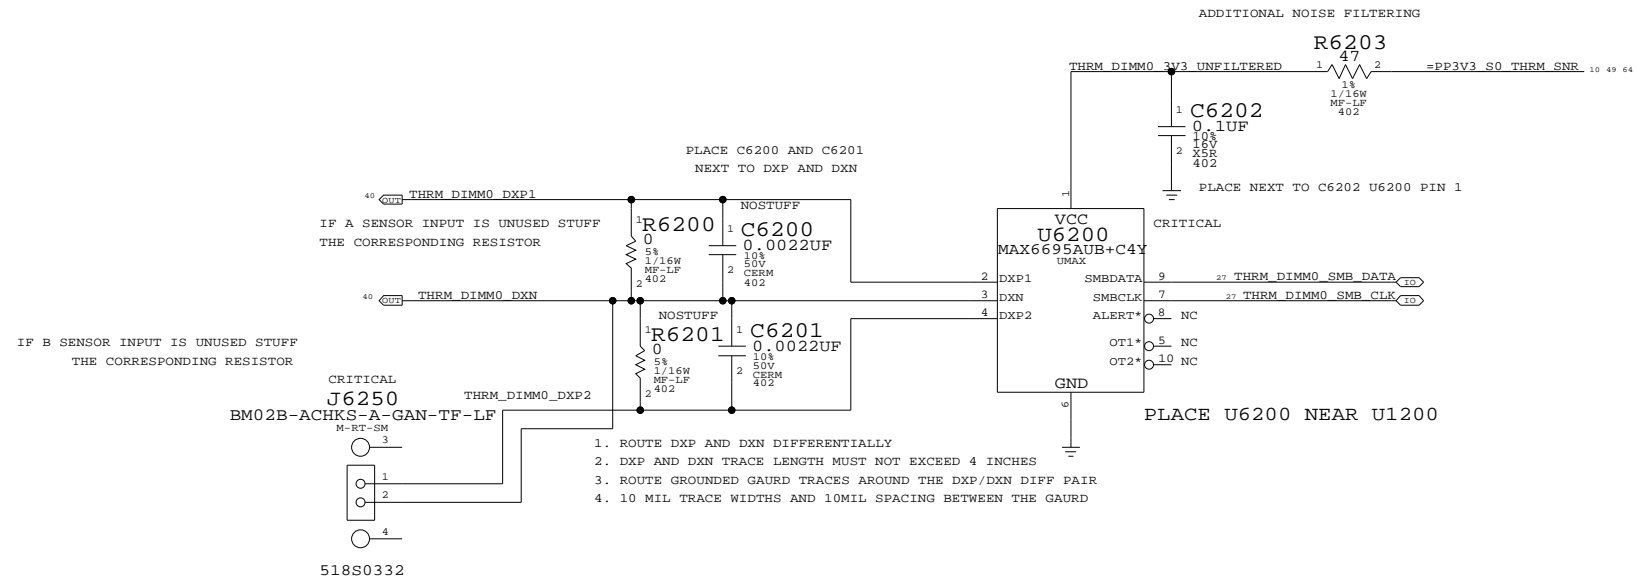 ADDITIONAL NOISE FILTERING
R6203
47
THRM_DIMM0_3V3_UNFILTERED
1
2
=PP3V3_S0_THRM_SNR
10 49 64
1%
1/16W
MF-LF
402
1
C6202
0.1UF
10%
16V
X5R
402
2
PLACE C6200 AND C6201
NEXT TO DXP AND DXN
PLACE NEXT TO C6202 U6200 PIN 1
40
OUT
THRM_DIMM0_DXP1
NOSTUFF
IF A SENSOR INPUT IS UNUSED STUFF
THE CORRESPONDING RESISTOR
1
R6200
0
5%
1/16W
MF-LF
402
2
1
C6200
0.0022UF
10%
50V
CERM
402
2
1
VCC
U6200
MAX6695AUB+C4Y
UMAX
CRITICAL
2
DXP1
SMBDATA
9
27
THRM_DIMM0_SMB_DATA
IO
40
OUT
THRM_DIMM0_DXN
3
DXN
SMBCLK
7
27
THRM_DIMM0_SMB_CLK
IO
4
DXP2
ALERT*
8
NC
OT1*
5
NC
OT2*
10
NC
GND
6
NOSTUFF
1
R6201
0
5%
1/16W
MF-LF
402
2
1
C6201
0.0022UF
10%
50V
CERM
402
2
IF B SENSOR INPUT IS UNUSED STUFF
THE CORRESPONDING RESISTOR
CRITICAL
J6250
BM02B-ACHKS-A-GAN-TF-LF
M-RT-SM
THRM_DIMM0_DXP2
PLACE U6200 NEAR U1200
3
1
2
4
518S0332
1. ROUTE DXP AND DXN DIFFERENTIALLY
2. DXP AND DXN TRACE LENGTH MUST NOT EXCEED 4 INCHES
3. ROUTE GROUNDED GAURD TRACES AROUND THE DXP/DXN DIFF PAIR
4. 10 MIL TRACE WIDTHS AND 10MIL SPACING BETWEEN THE GAURD